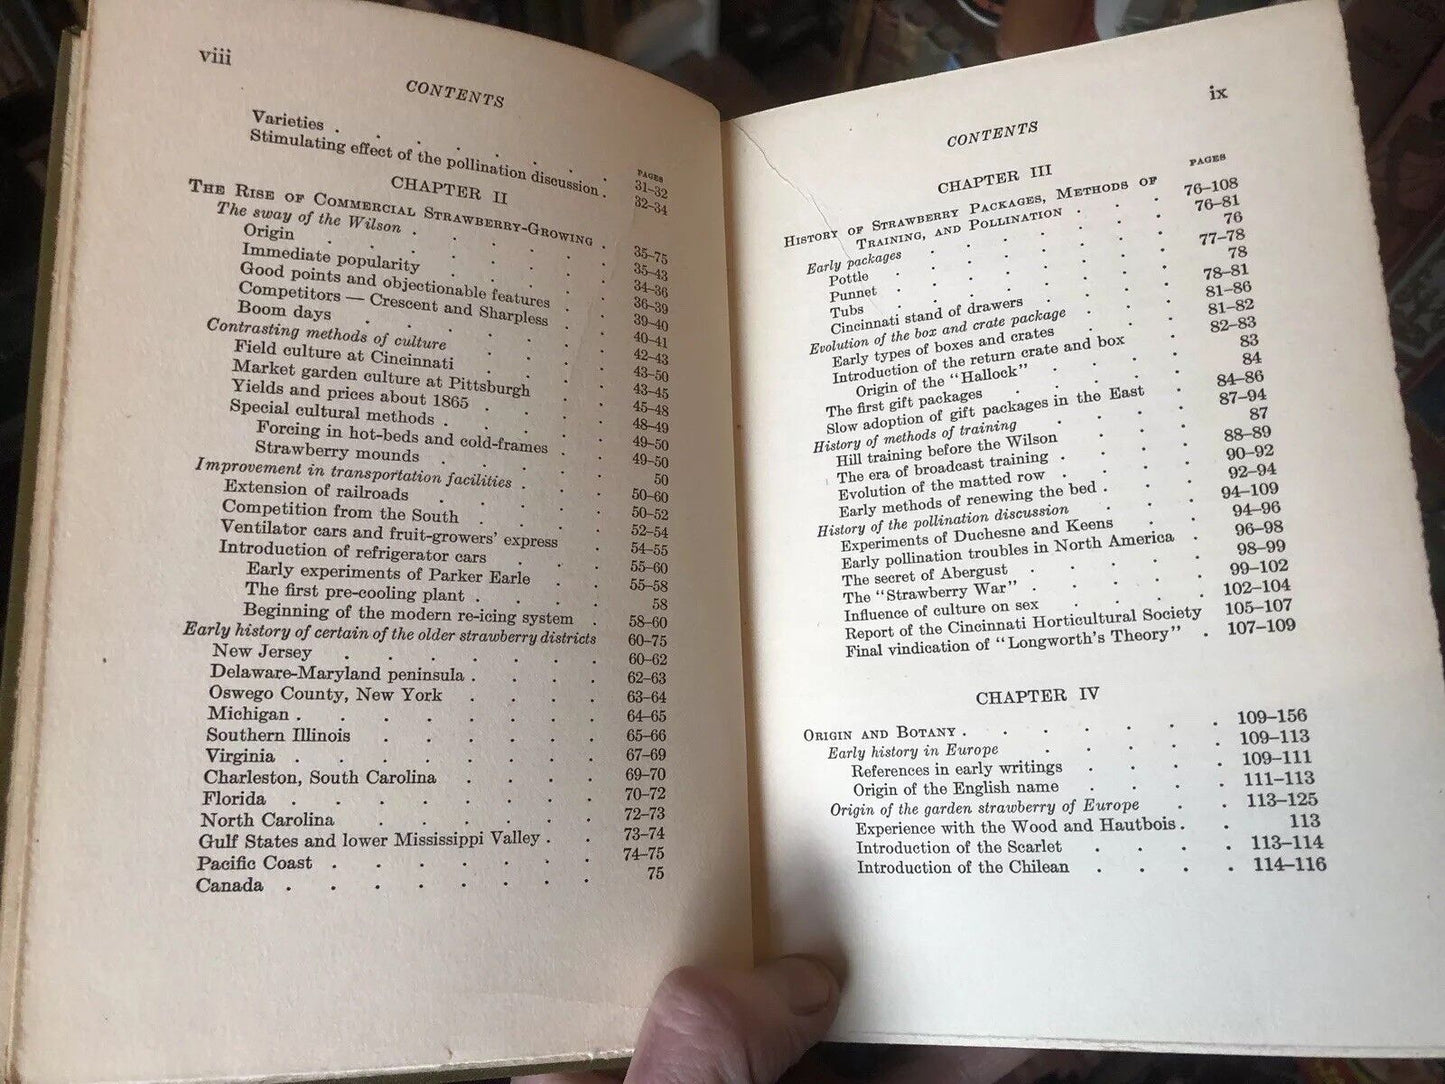 viii
CONTENTS
PAGES
Varieties . . . . . . . 31–32
Stimulating effect of the pollination discussion . 32–34
CHAPTER II
The Rise of Commercial Strawberry-Growing . 35–75
The sway of the Wilson . . . . . 35–43
Origin . . . . . . . 34–36
Immediate popularity . . . . 36–39
Good points and objectionable features . . 39–40
Competitors — Crescent and Sharpless . . 40–41
Boom days . . . . . . 42–43
Contrasting methods of culture . . . 43–50
Field culture at Cincinnati . . . 43–45
Market garden culture at Pittsburgh . . 45–48
Yields and prices about 1865 . . . 48–49
Special cultural methods . . . . 49–50
Forcing in hot-beds and cold-frames . . 49–50
Strawberry mounds . . . . 50
Improvement in transportation facilities . . 50–60
Extension of railroads . . . . 50–52
Competition from the South . . . 52–54
Ventilator cars and fruit-growers' express . 54–55
Introduction of refrigerator cars . . . 55–60
Early experiments of Parker Earle . . 55–58
The first pre-cooling plant . . . . 58
Beginning of the modern re-icing system . 58–60
Early history of certain of the older strawberry districts 60–75
New Jersey . . . . . . 60–62
Delaware-Maryland peninsula . . . . 62–63
Oswego County, New York . . . . 63–64
Michigan . . . . . . . 64–65
Southern Illinois . . . . . 65–66
Virginia . . . . . . . 67–69
Charleston, South Carolina . . . . 69–70
Florida . . . . . . . 70–72
North Carolina . . . . . . 72–73
Gulf States and lower Mississippi Valley . . 73–74
Pacific Coast . . . . . . 74–75
Canada . . . . . . . 75
ix
CONTENTS
PAGES
CHAPTER III
History of Strawberry Packages, Methods of
Training, and Pollination . . . 76–108
Early packages . . . . . . 76–81
Pottle . . . . . . . 76
Punnet . . . . . . . 77–78
Tubs . . . . . . . 78
Cincinnati stand of drawers . . . . 78–81
Evolution of the box and crate package . . 81–86
Early types of boxes and crates . . . 81–82
Introduction of the return crate and box . 82–83
Origin of the "Hallock" . . . . 83
The first gift packages . . . . 84
Slow adoption of gift packages in the East . 84–86
History of methods of training . . . 87–94
Hill training before the Wilson . . . 87
The era of broadcast training . . . . 88–89
Evolution of the matted row . . . . 90–92
Early methods of renewing the bed . . . 92–94
History of the pollination discussion . . . 94–109
Experiments of Duchesne and Keens . . 94–96
Early pollination troubles in North America . 96–98
The secret of Abergust . . . . . 98–99
The "Strawberry War" . . . . . 99–102
Influence of culture on sex . . . . 102–104
Report of the Cincinnati Horticultural Society 105–107
Final vindication of "Longworth's Theory" . 107–109
CHAPTER IV
Origin and Botany . . . . . . . 109–156
Early history in Europe . . . . . 109–113
References in early writings . . . . 109–111
Origin of the English name . . . . 111–113
Origin of the garden strawberry of Europe . . 113–125
Experience with the Wood and Hautbois . . 113
Introduction of the Scarlet . . . . 113–114
Introduction of the Chilean . . . . 114–116